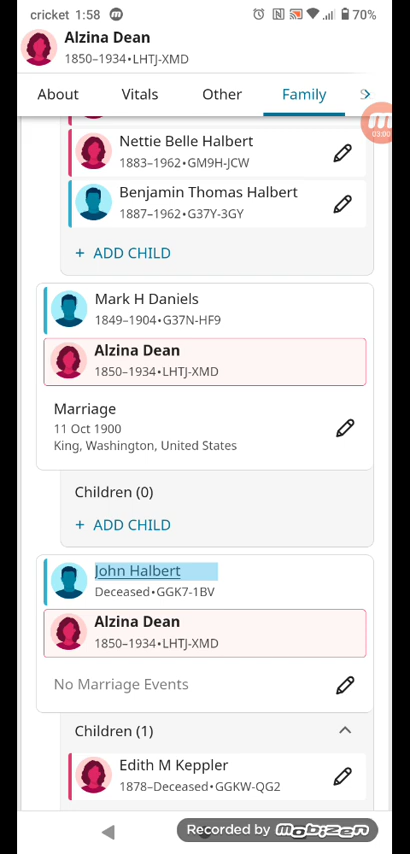 cricket 1:58 70%
Alzina Dean
1850–1934•LHTJ-XMD
About Vitals Other Family S
03:00
Nettie Belle Halbert
1883–1962•GM9H-JCW
Benjamin Thomas Halbert
1887–1962•G37Y-3GY
+ ADD CHILD
Mark H Daniels
1849–1904•G37N-HF9
Alzina Dean
1850–1934•LHTJ-XMD
Marriage
11 Oct 1900
King, Washington, United States
Children (0)
+ ADD CHILD
John Halbert
Deceased•GGK7-1BV
Alzina Dean
1850–1934•LHTJ-XMD
No Marriage Events
Children (1)
Edith M Keppler
1878–Deceased•GGKW-QG2
Recorded by mobizen